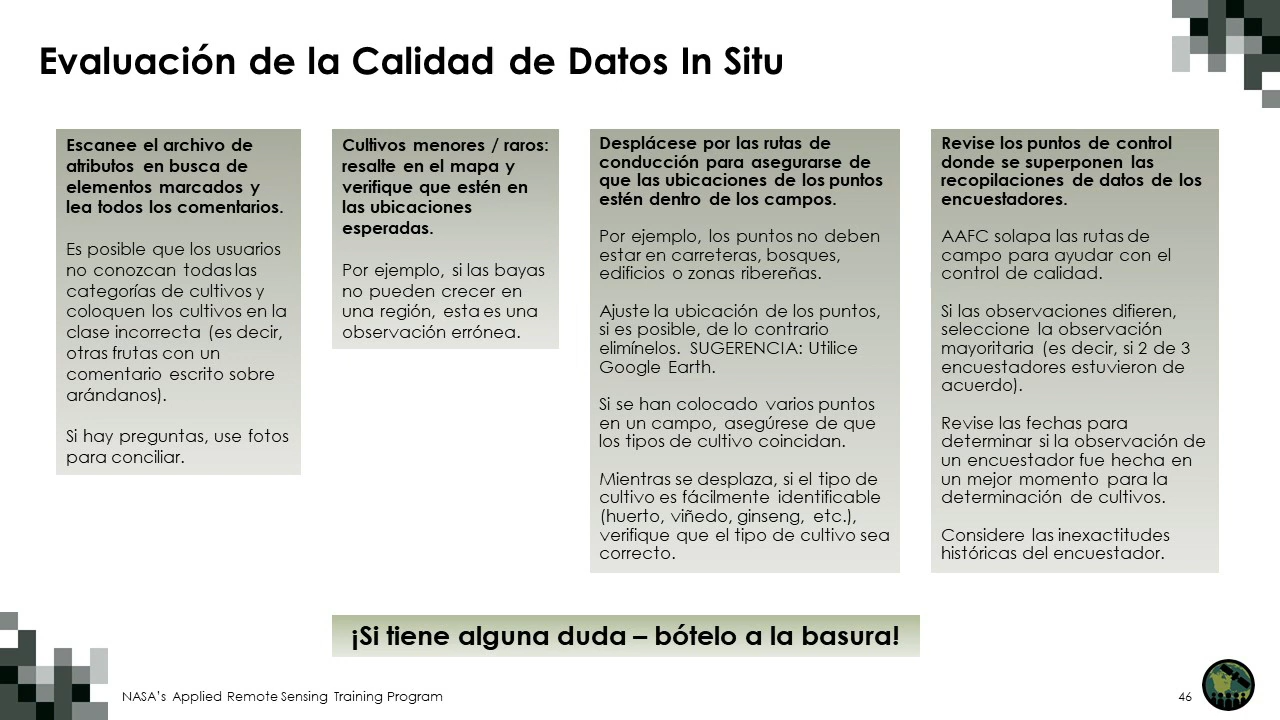 Evaluación de la Calidad de Datos In Situ
Escanee el archivo de
atributos en busca de
elementos marcados y
lea todos los comentarios.
Es posible que los usuarios
no conozcan todas las
categorías de cultivos y
coloquen los cultivos en la
clase incorrecta (es decir,
otras frutas con un
comentario escrito sobre
arándanos).
Si hay preguntas, use fotos
para conciliar.
Cultivos menores / raros:
resalte en el mapa y
verifique que estén en
las ubicaciones
esperadas.
Por ejemplo, si las bayas
no pueden crecer en
una región, esta es una
observación errónea.
Desplácese por las rutas de
conducción para asegurarse de
que las ubicaciones de los puntos
estén dentro de los campos.
Por ejemplo, los puntos no deben
estar en carreteras, bosques,
edificios o zonas ribereñas.
Ajuste la ubicación de los puntos,
si es posible, de lo contrario
elimínelos. SUGERENCIA: Utilice
Google Earth.
Si se han colocado varios puntos
en un campo, asegúrese de que
los tipos de cultivo coincidan.
Mientras se desplaza, si el tipo de
cultivo es fácilmente identificable
(huerto, viñedo, ginseng, etc.),
verifique que el tipo de cultivo sea
correcto.
Revise los puntos de control
donde se superponen las
recopilaciones de datos de los
encuestadores.
AAFC solapa las rutas de
campo para ayudar con el
control de calidad.
Si las observaciones difieren,
seleccione la observación
mayoritaria (es decir, si 2 de 3
encuestadores estuvieron de
acuerdo).
Revise las fechas para
determinar si la observación de
un encuestador fue hecha en
un mejor momento para la
determinación de cultivos.
Considere las inexactitudes
históricas del encuestador.
¡Si tiene alguna duda – bótelo a la basura!
NASA's Applied Remote Sensing Training Program
46